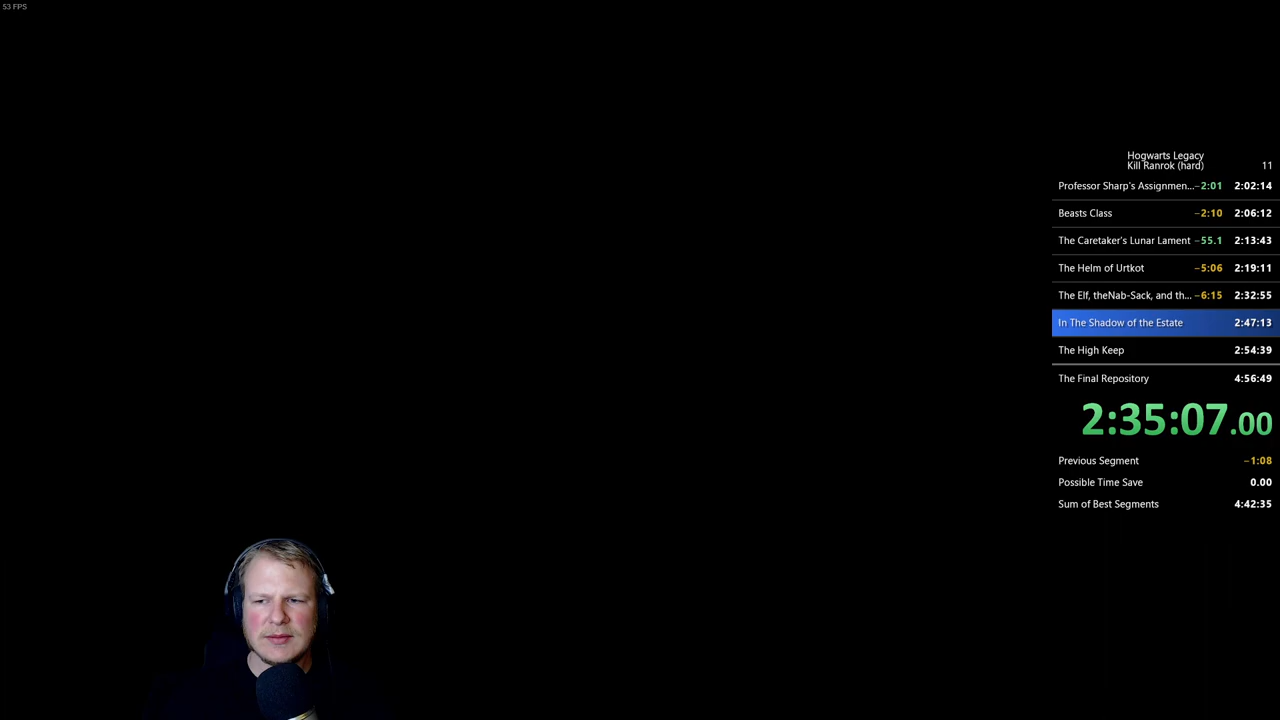 53 FPS
Hogwarts Legacy
Kill Ranrok (hard) 11
Professor Sharp's Assignmen... −2:01 2:02:14
Beasts Class −2:10 2:06:12
The Caretaker's Lunar Lament −55.1 2:13:43
The Helm of Urtkot −5:06 2:19:11
The Elf, theNab-Sack, and th... −6:15 2:32:55
In The Shadow of the Estate 2:47:13
The High Keep 2:54:39
The Final Repository 4:56:49
2:35:07.00
Previous Segment −1:08
Possible Time Save 0.00
Sum of Best Segments 4:42:35